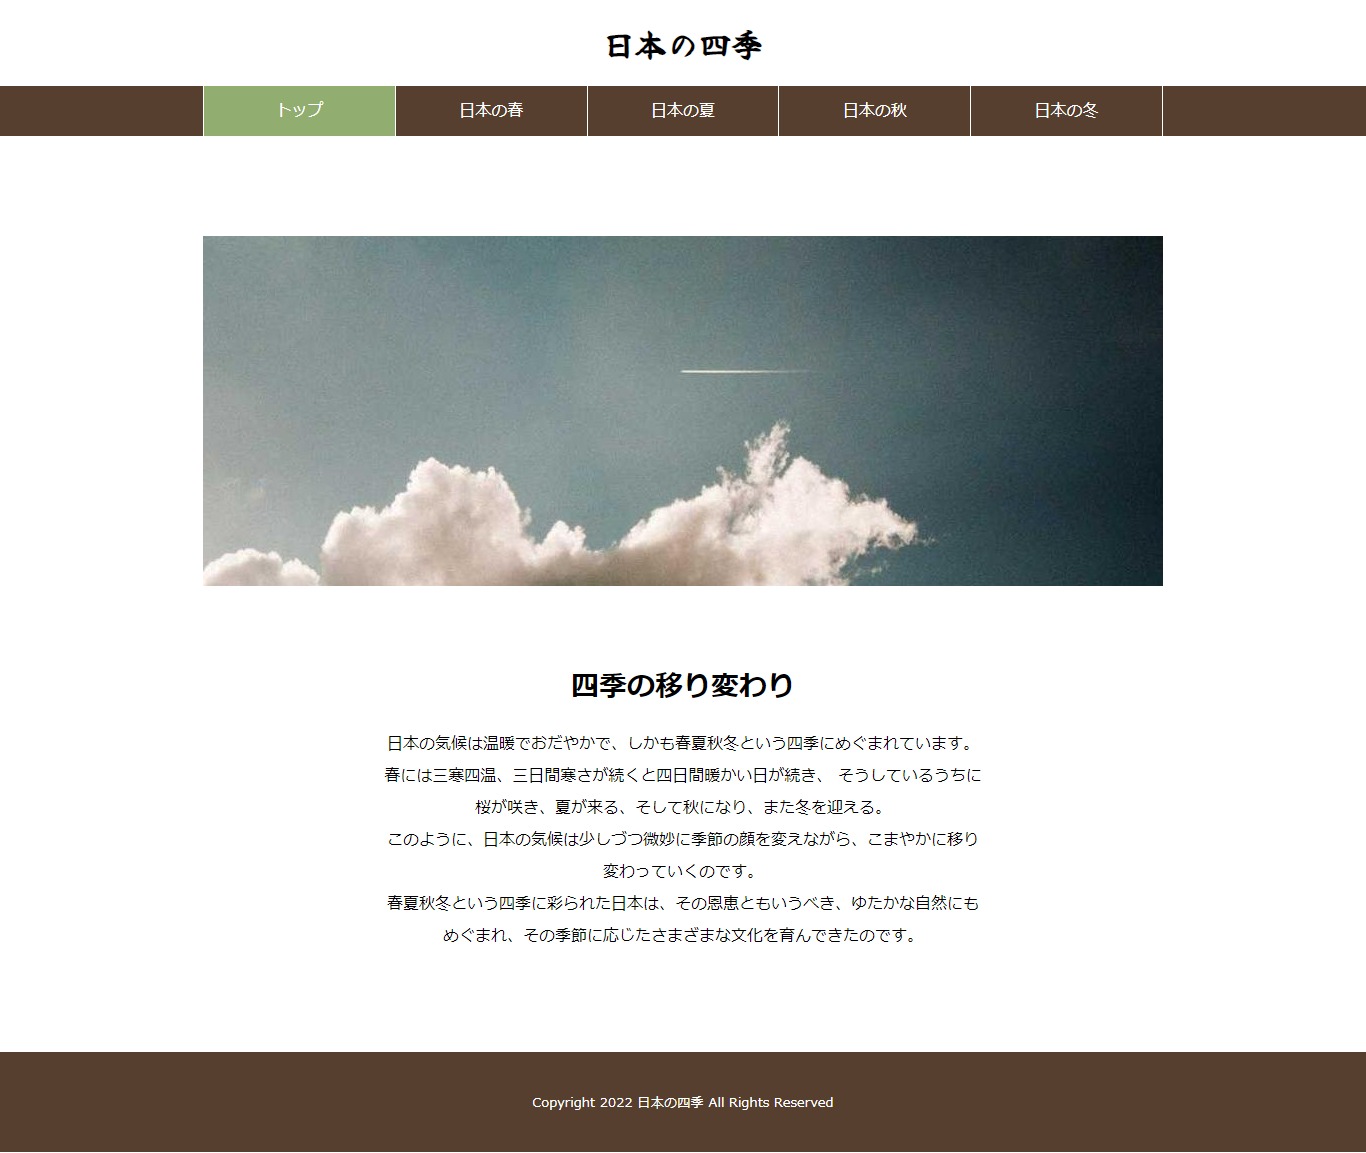 日本の四季
トップ
日本の春
日本の夏
日本の秋
日本の冬
四季の移り変わり
日本の気候は温暖でおだやかで、しかも春夏秋冬という四季にめぐまれています。
春には三寒四温、三日間寒さが続くと四日間暖かい日が続き、 そうしているうちに
桜が咲き、夏が来る、そして秋になり、また冬を迎える。
このように、日本の気候は少しづつ微妙に季節の顔を変えながら、こまやかに移り
変わっていくのです。
春夏秋冬という四季に彩られた日本は、その恩恵ともいうべき、ゆたかな自然にも
めぐまれ、その季節に応じたさまざまな文化を育んできたのです。
Copyright 2022 日本の四季 All Rights Reserved